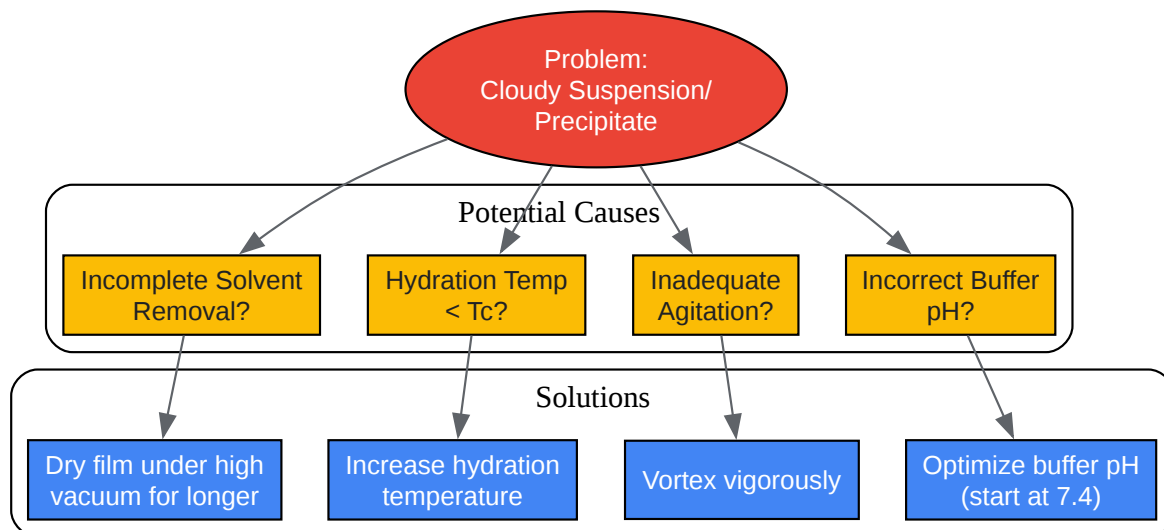 Problem:
Cloudy Suspension/
Precipitate
Potential Causes
Incomplete Solvent
Removal?
Hydration Temp
< Tc?
Inadequate
Agitation?
Incorrect Buffer
pH?
Solutions
Dry film under high
vacuum for longer
Increase hydration
temperature
Vortex vigorously
Optimize buffer pH
(start at 7.4)